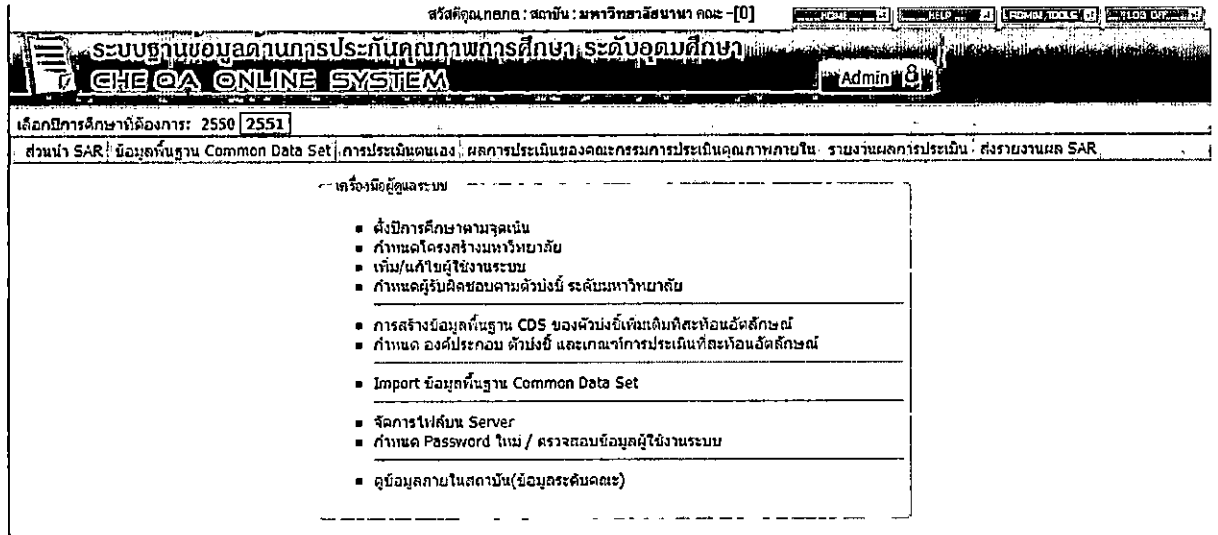 สวัสดีคุณ,กยกย : สถาบัน : มหาวิทยาลัยนานา คณะ -[0] HOME HELP ADMIN TOOLS LOG OUT
ระบบฐานข้อมูลด้านการประกันคุณภาพการศึกษา ระดับอุดมศึกษา
CHE QA ONLINE SYSTEM
Admin
เลือกปีการศึกษาที่ต้องการ: 2550 2551
ส่วนนำ SAR ข้อมูลพื้นฐาน Common Data Set การประเมินตนเอง ผลการประเมินของคณะกรรมการประเมินคุณภาพภายใน รายงานผลการประเมิน ส่งรายงานผล SAR
เครื่องมือผู้ดูแลระบบ
ตั้งปีการศึกษาตามจุดเน้น
กำหนดโครงสร้างมหาวิทยาลัย
เพิ่ม/แก้ไขผู้ใช้งานระบบ
กำหนดผู้รับผิดชอบตามตัวบ่งชี้ ระดับมหาวิทยาลัย
การสร้างข้อมูลพื้นฐาน CDS ของตัวบ่งชี้เพิ่มเติมที่สะท้อนอัตลักษณ์
กำหนด องค์ประกอบ ตัวบ่งชี้ และเกณฑ์การประเมินที่สะท้อนอัตลักษณ์
Import ข้อมูลพื้นฐาน Common Data Set
จัดการไฟล์บน Server
กำหนด Password ใหม่ / ตรวจสอบข้อมูลผู้ใช้งานระบบ
ดูข้อมูลภายในสถาบัน(ข้อมูลระดับคณะ)